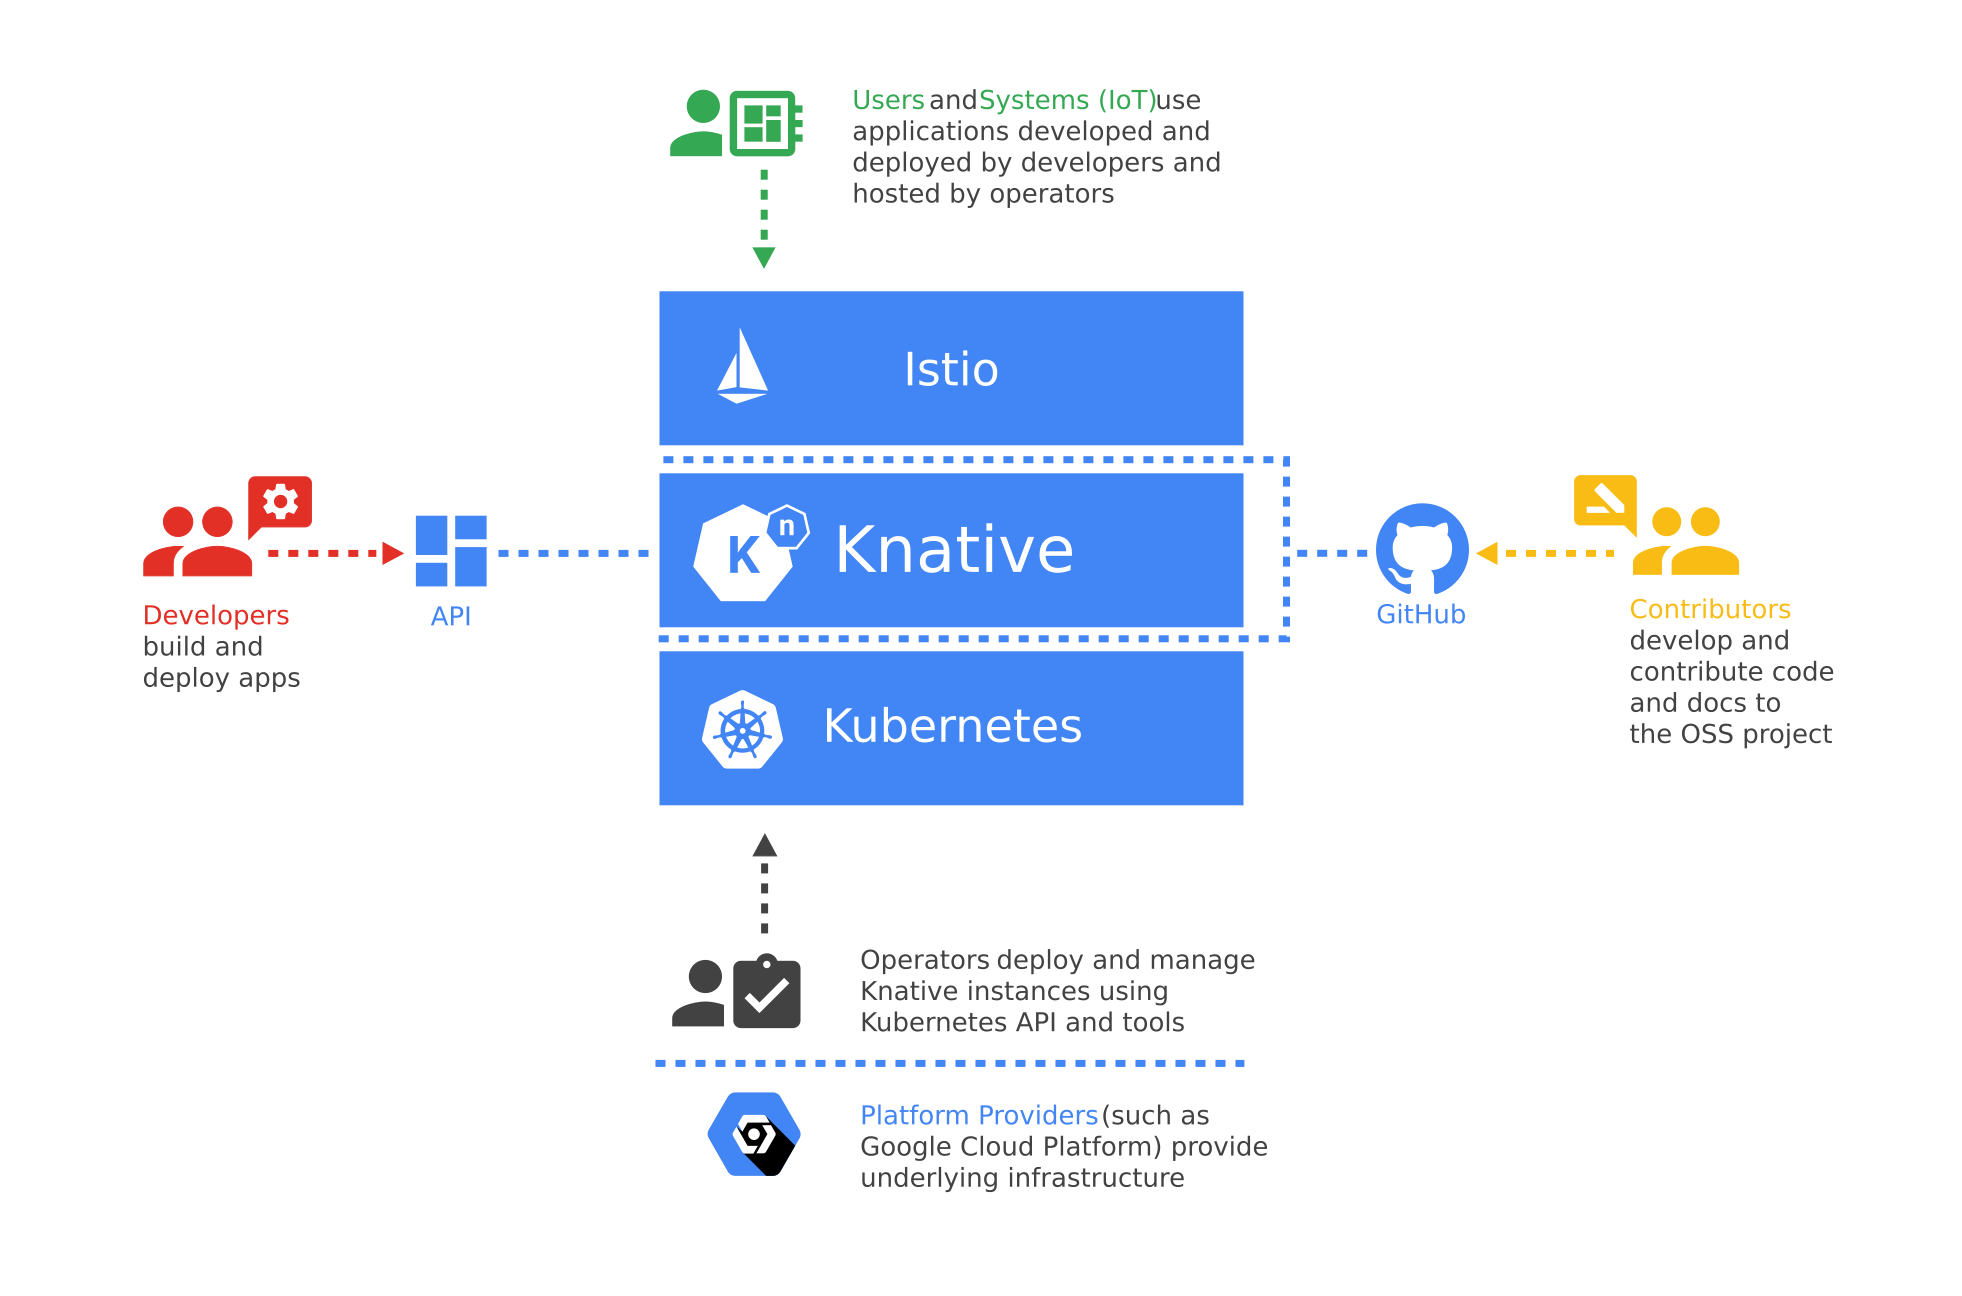 Users and Systems (IoT) use
applications developed and
deployed by developers and
hosted by operators
Istio
K n Knative
Developers
build and
deploy apps
API
GitHub
Contributors
develop and
contribute code
and docs to
the OSS project
Kubernetes
Operators deploy and manage
Knative instances using
Kubernetes API and tools
Platform Providers (such as
Google Cloud Platform) provide
underlying infrastructure